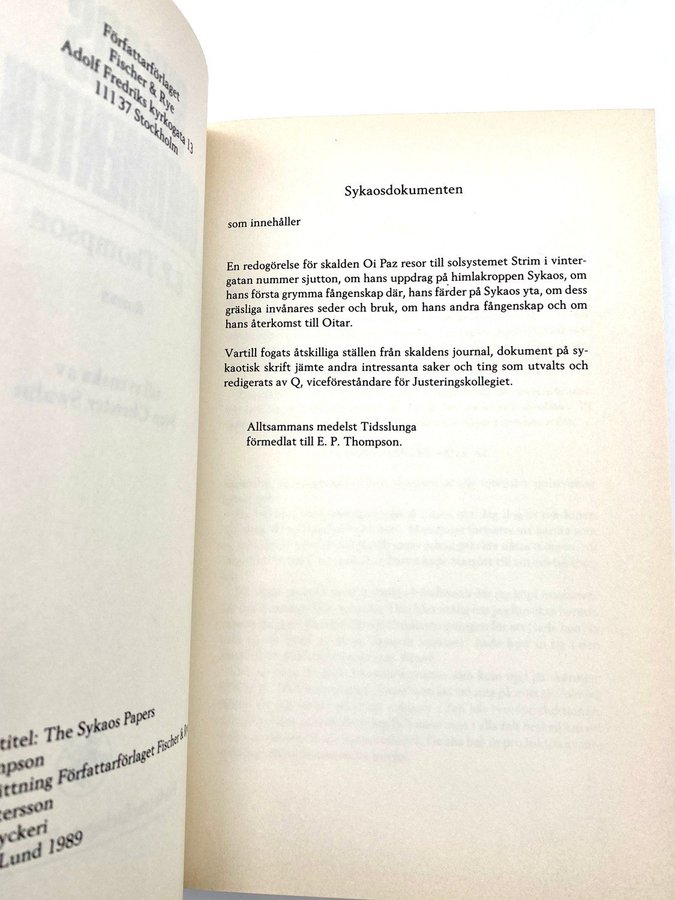 Författarförlaget
Fischer & Rye
Adolf Fredriks kyrkogata 13
111 37 Stockholm
titel: The Sykaos Papers
mpson
ittning Författarförlaget Fischer & R
tersson
yckeri
Lund 1989
Sykaosdokumenten
som innehåller
En redogörelse för skalden Oi Paz resor till solsystemet Strim i vinter-
gatan nummer sjutton, om hans uppdrag på himlakroppen Sykaos, om
hans första grymma fångenskap där, hans färder på Sykaos yta, om dess
gräsliga invånares seder och bruk, om hans andra fångenskap och om
hans återkomst till Oitar.
Vartill fogats åtskilliga ställen från skaldens journal, dokument på sy-
kaotisk skrift jämte andra intressanta saker och ting som utvalts och
redigerats av Q, viceföreståndare för Justeringskollegiet.
Alltsammans medelst Tidsslunga
förmedlat till E. P. Thompson.